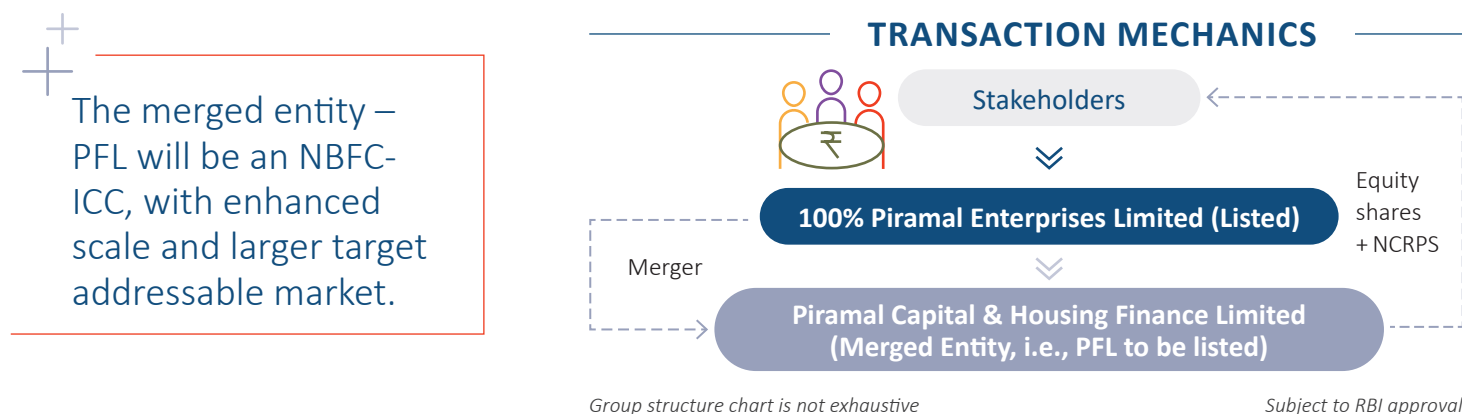 The merged entity –
PFL will be an NBFC-
ICC, with enhanced
scale and larger target
addressable market.
TRANSACTION MECHANICS
₹
Stakeholders
100% Piramal Enterprises Limited (Listed)
Equity
shares
+ NCRPS
Merger
Piramal Capital & Housing Finance Limited
(Merged Entity, i.e., PFL to be listed)
Group structure chart is not exhaustive
Subject to RBI approval